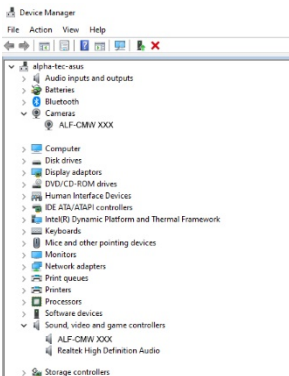 Device Manager
File Action View Help
alpha-tec-asus
Audio inputs and outputs
Batteries
Bluetooth
Cameras
ALF-CMW XXX
Computer
Disk drives
Display adaptors
DVD/CD-ROM drives
Human Interface Devices
IDE ATA/ATAPI controllers
Intel(R) Dynamic Platform and Thermal Framework
Keyboards
Mice and other pointing devices
Monitors
Network adapters
Print queues
Printers
Processors
Software devices
Sound, video and game controllers
ALF-CMW XXX
Realtek High Definition Audio
Storage controllers